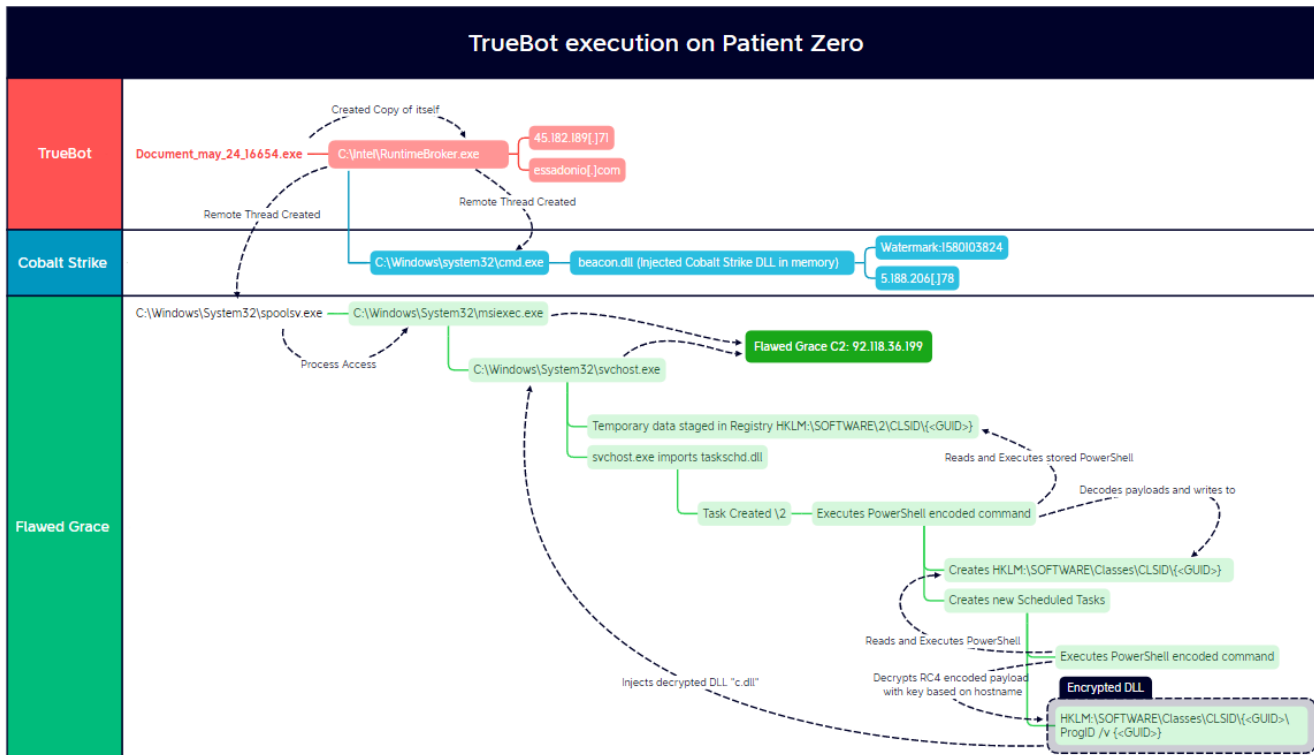 TrueBot execution on Patient Zero
TrueBot
Created Copy of itself
Document_may_24_16654.exe
C:\Intel\RuntimeBroker.exe
45.182.189[.]71
essadonio[.]com
Remote Thread Created
Remote Thread Created
Cobalt Strike
C:\Windows\system32\cmd.exe
beacon.dll (Injected Cobalt Strike DLL in memory)
Watermark:1580103824
5.188.206[.]78
Flawed Grace
C:\Windows\System32\spoolsv.exe
C:\Windows\System32\msiexec.exe
Process Access
Flawed Grace C2: 92.118.36.199
C:\Windows\System32\svchost.exe
Temporary data staged in Registry HKLM:\SOFTWARE\2\CLSID\{<GUID>}
svchost.exe imports taskschd.dll
Reads and Executes stored PowerShell
Decodes payloads and writes to
Task Created \2
Executes PowerShell encoded command
Creates HKLM:\SOFTWARE\Classes\CLSID\{<GUID>}
Creates new Scheduled Tasks
Reads and Executes PowerShell
Executes PowerShell encoded command
Injects decrypted DLL "c.dll"
Decrypts RC4 encoded payload
with key based on hostname
Encrypted DLL
HKLM:\SOFTWARE\Classes\CLSID\{<GUID>\
ProgID /v {<GUID>}